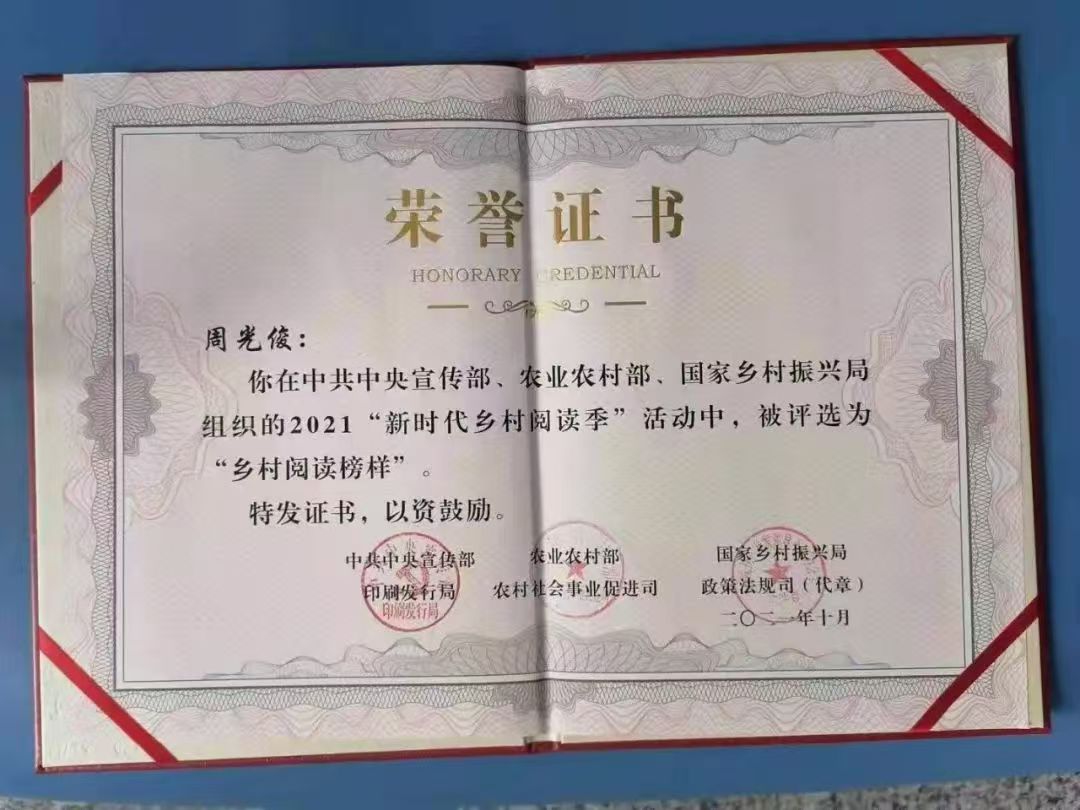 荣誉证书
HONORARY CREDENTIAL
周光俊：
你在中共中央宣传部、农业农村部、国家乡村振兴局
组织的2021“新时代乡村阅读季”活动中，被评选为
“乡村阅读榜样”。
特发证书，以资鼓励。
中共中央宣传部 农业农村部 国家乡村振兴局
印刷发行局 农村社会事业促进司 政策法规司（代章）
印刷发行局
二〇二一年十月